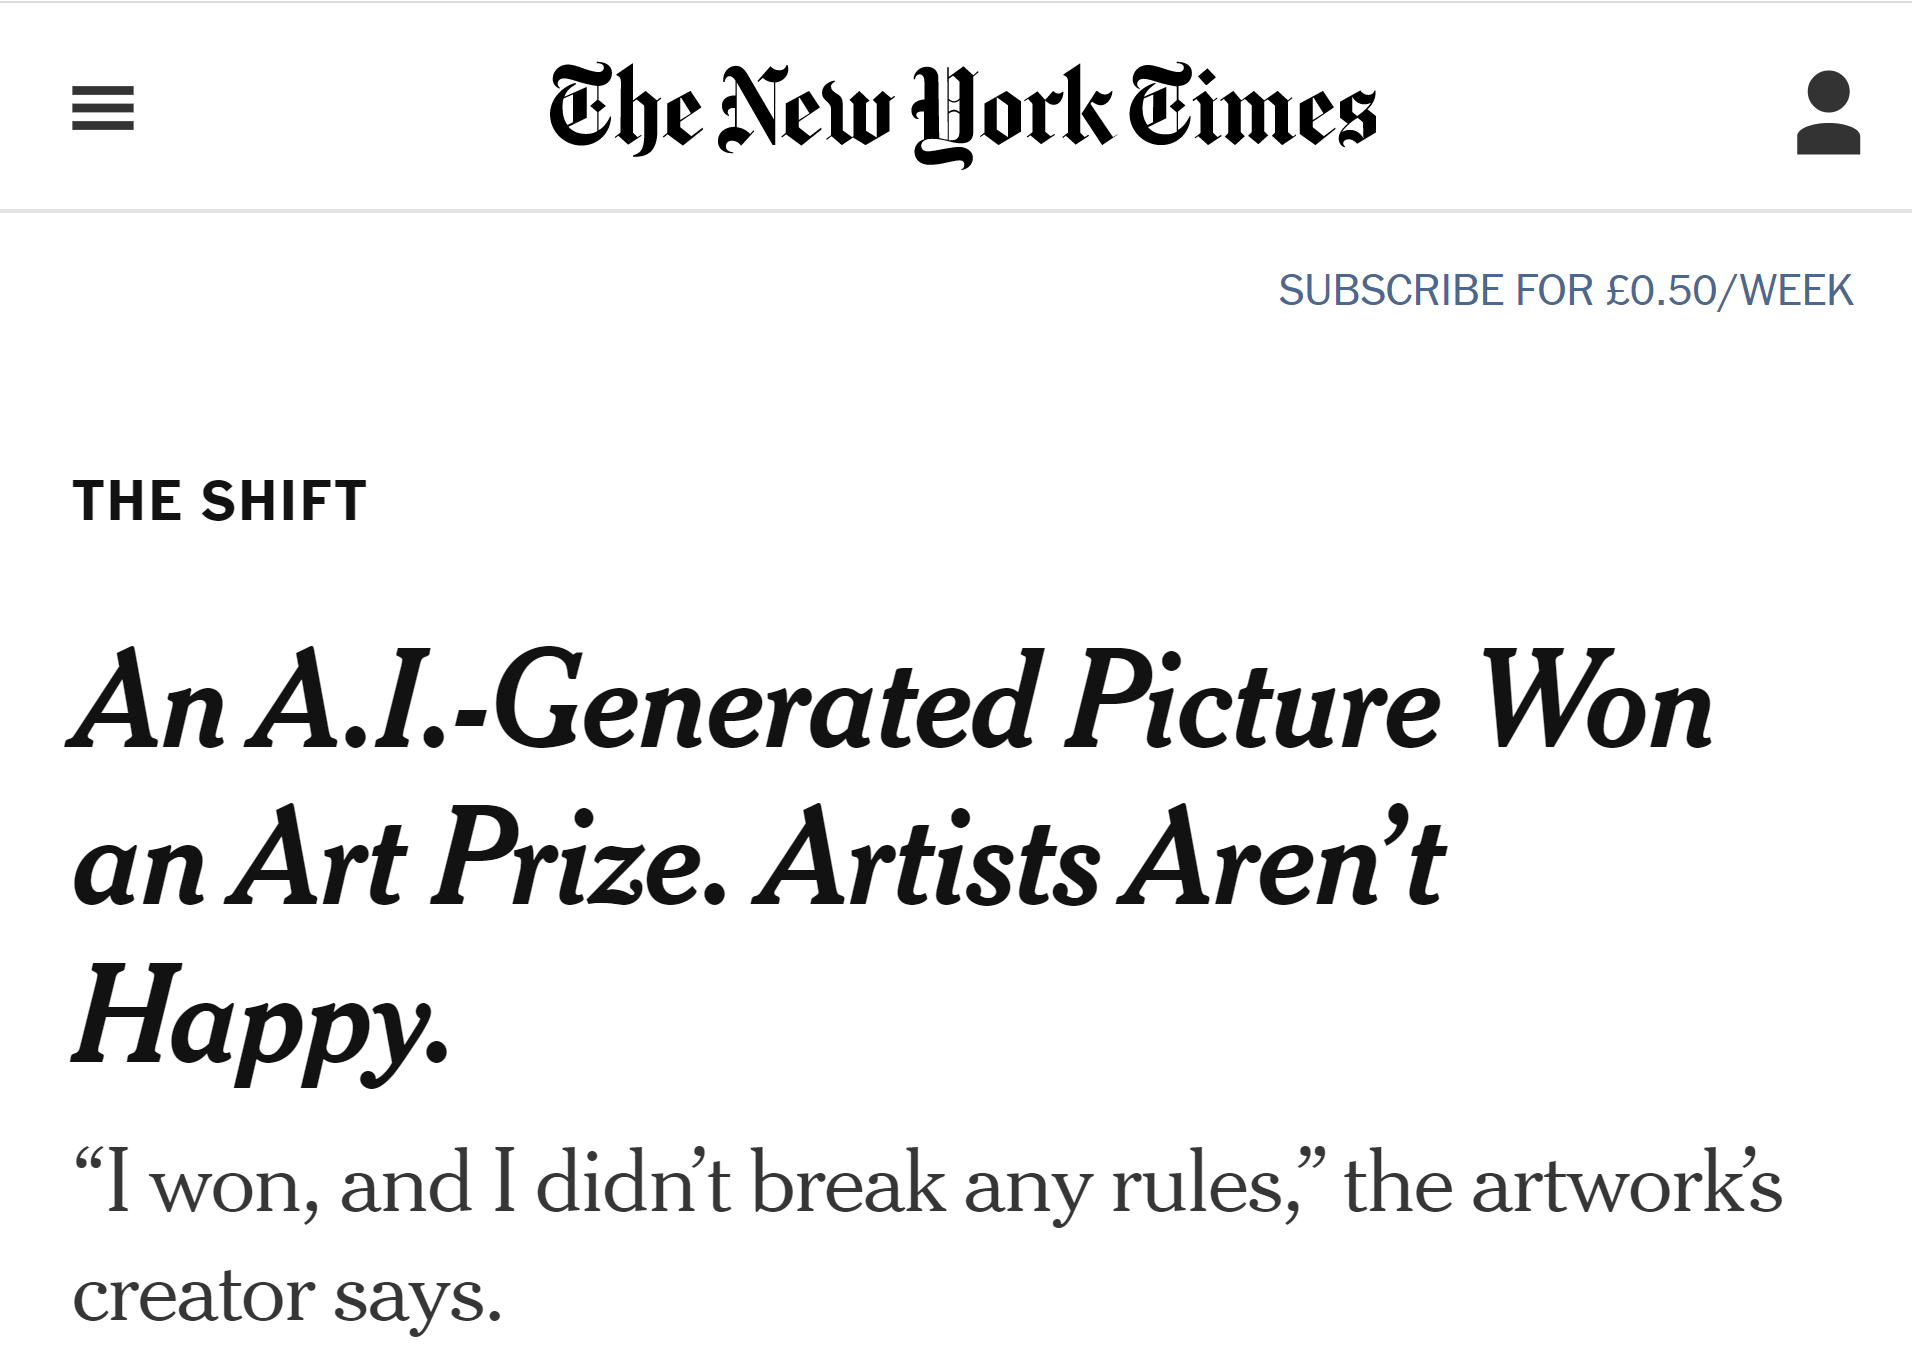 The New York Times
SUBSCRIBE FOR £0.50/WEEK
THE SHIFT
An A.I.-Generated Picture Won
an Art Prize. Artists Aren’t
Happy.
“I won, and I didn’t break any rules,” the artwork’s
creator says.